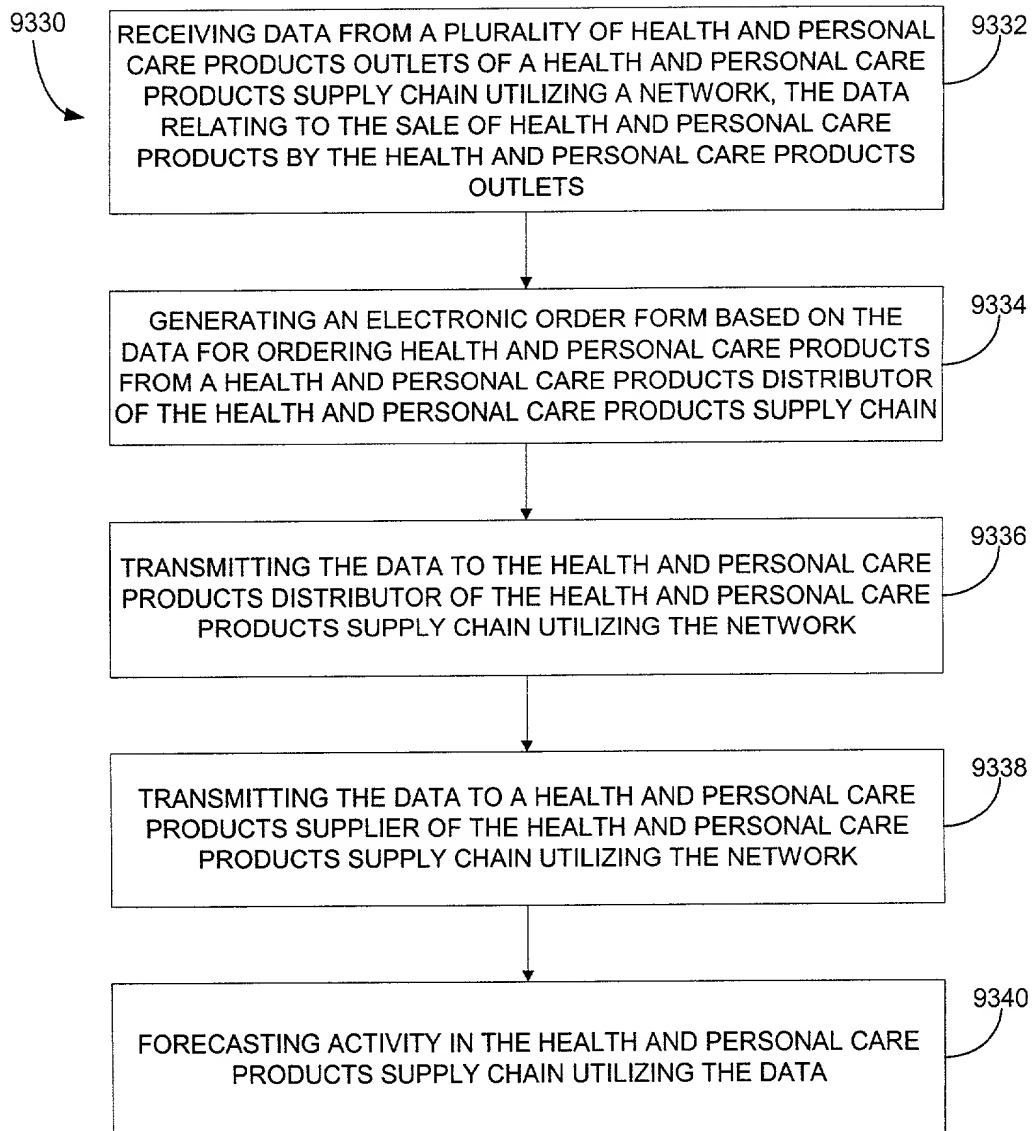 9330
RECEIVING DATA FROM A PLURALITY OF HEALTH AND PERSONAL
CARE PRODUCTS OUTLETS OF A HEALTH AND PERSONAL CARE
PRODUCTS SUPPLY CHAIN UTILIZING A NETWORK, THE DATA
RELATING TO THE SALE OF HEALTH AND PERSONAL CARE
PRODUCTS BY THE HEALTH AND PERSONAL CARE PRODUCTS
OUTLETS
9332
GENERATING AN ELECTRONIC ORDER FORM BASED ON THE
DATA FOR ORDERING HEALTH AND PERSONAL CARE PRODUCTS
FROM A HEALTH AND PERSONAL CARE PRODUCTS DISTRIBUTOR
OF THE HEALTH AND PERSONAL CARE PRODUCTS SUPPLY CHAIN
9334
TRANSMITTING THE DATA TO THE HEALTH AND PERSONAL CARE
PRODUCTS DISTRIBUTOR OF THE HEALTH AND PERSONAL CARE
PRODUCTS SUPPLY CHAIN UTILIZING THE NETWORK
9336
TRANSMITTING THE DATA TO A HEALTH AND PERSONAL CARE
PRODUCTS SUPPLIER OF THE HEALTH AND PERSONAL CARE
PRODUCTS SUPPLY CHAIN UTILIZING THE NETWORK
9338
FORECASTING ACTIVITY IN THE HEALTH AND PERSONAL CARE
PRODUCTS SUPPLY CHAIN UTILIZING THE DATA
9340